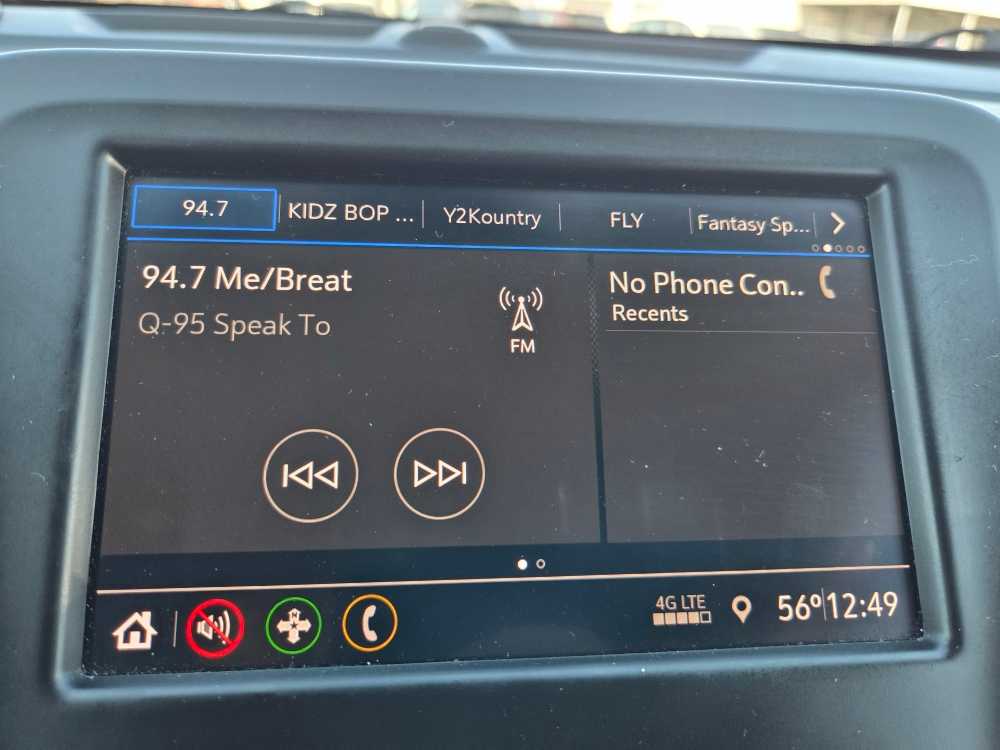 94.7 KIDZ BOP ... Y2Kountry FLY Fantasy Sp...
94.7 Me/Breat
Q-95 Speak To
FM
No Phone Con..
Recents
N
4G LTE 56° 12:49